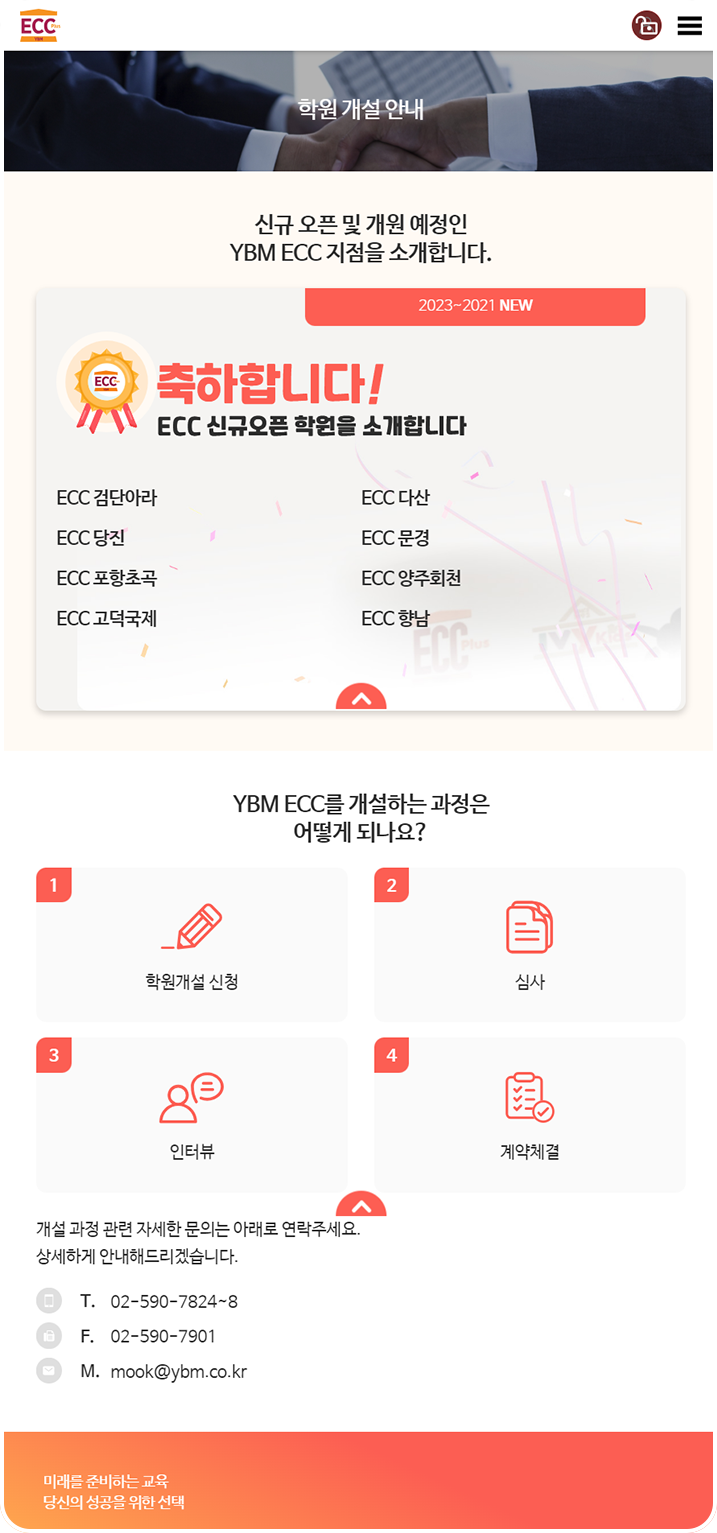 ECC Plus
YBM
학원 개설 안내
신규 오픈 및 개원 예정인
YBM ECC 지점을 소개합니다.
2023~2021 NEW
ECC
축하합니다!
ECC 신규오픈 학원을 소개합니다
ECC 검단아라
ECC 다산
ECC 당진
ECC 문경
ECC 포항초곡
ECC 양주회천
ECC 고덕국제
ECC 향남
ECC Plus
YBM ECC를 개설하는 과정은
어떻게 되나요?
1
2
학원개설 신청
심사
3
4
인터뷰
계약체결
개설 과정 관련 자세한 문의는 아래로 연락주세요.
상세하게 안내해드리겠습니다.
T. 02-590-7824~8
F. 02-590-7901
M. mook@ybm.co.kr
미래를 준비하는 교육
당신의 성공을 위한 선택